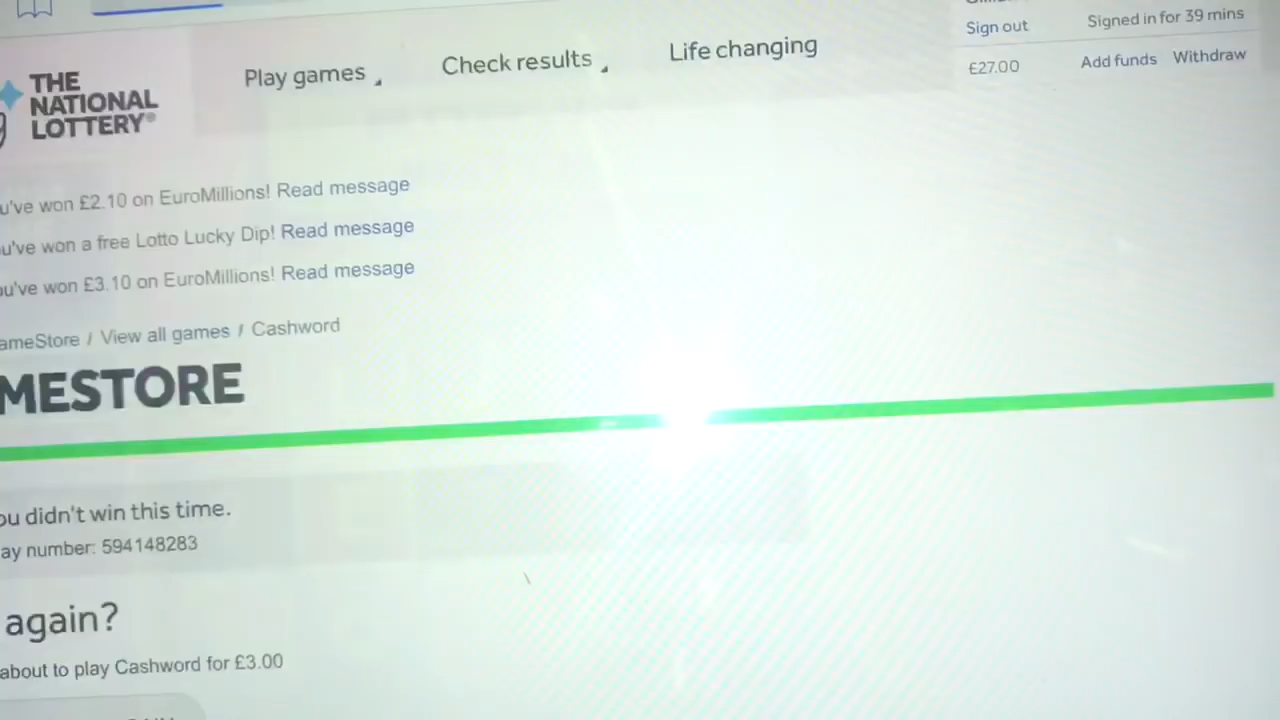 Sign out Signed in for 39 mins
£27.00 Add funds Withdraw
THE
NATIONAL
LOTTERY®
Play games Check results Life changing
u've won £2.10 on EuroMillions! Read message
u've won a free Lotto Lucky Dip! Read message
ou've won £3.10 on EuroMillions! Read message
ameStore / View all games / Cashword
MESTORE
ou didn't win this time.
ay number: 594148283
again?
about to play Cashword for £3.00